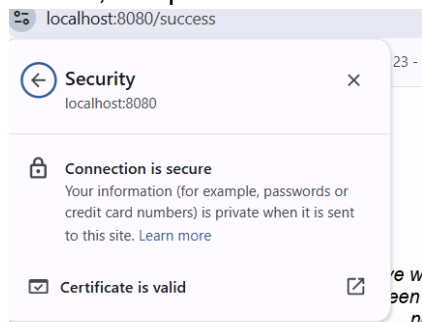 localhost:8080/success
23 -
Security
localhost:8080
Connection is secure
Your information (for example, passwords or
credit card numbers) is private when it is sent
to this site. Learn more
Certificate is valid